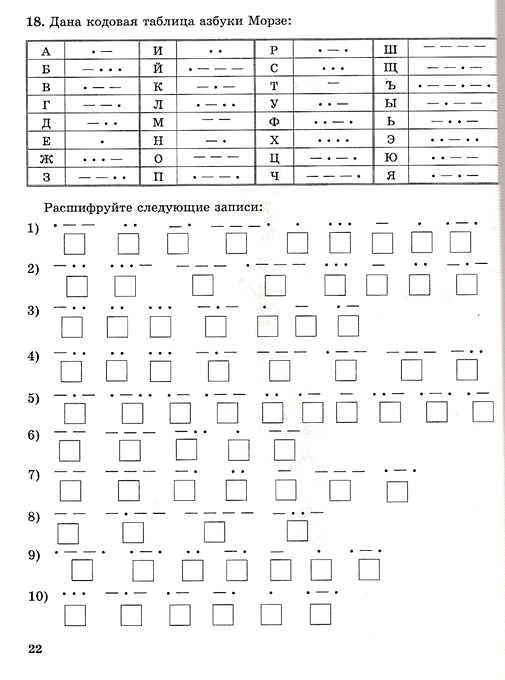 18. Дана кодовая таблица азбуки Морзе:
А • — И • • Р • — • Ш — — — —
Б — • • • Й • — — — С • • • Щ — — • —
В • — — К — • — Т — Ъ • — — • — •
Г — — • Л • — • • У • • — Ы — • — —
Д — • • М — — Ф • • — • Ь — • • —
Е • Н — • Х • • • • Э • • — • •
Ж • • • — О — — — Ц — • — • Ю • • — —
З — — • • П • — — • Ч — — — • Я • — • —
Расшифруйте следующие записи:
1)
2)
3)
4)
5)
6)
7)
8)
9)
10)
22